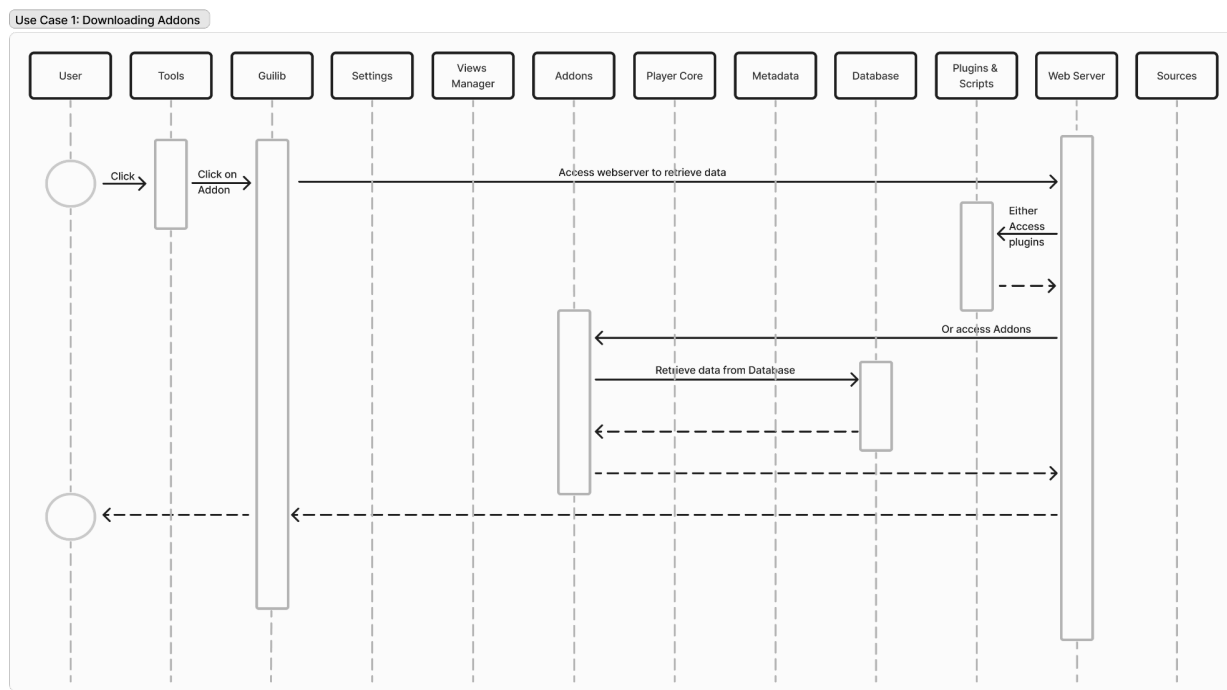 Use Case 1: Downloading Addons
User
Tools
Guilib
Settings
Views
Manager
Addons
Player Core
Metadata
Database
Plugins &
Scripts
Web Server
Sources
Click
Click on
Addon
Access webserver to retrieve data
Either
Access
plugins
Or access Addons
Retrieve data from Database